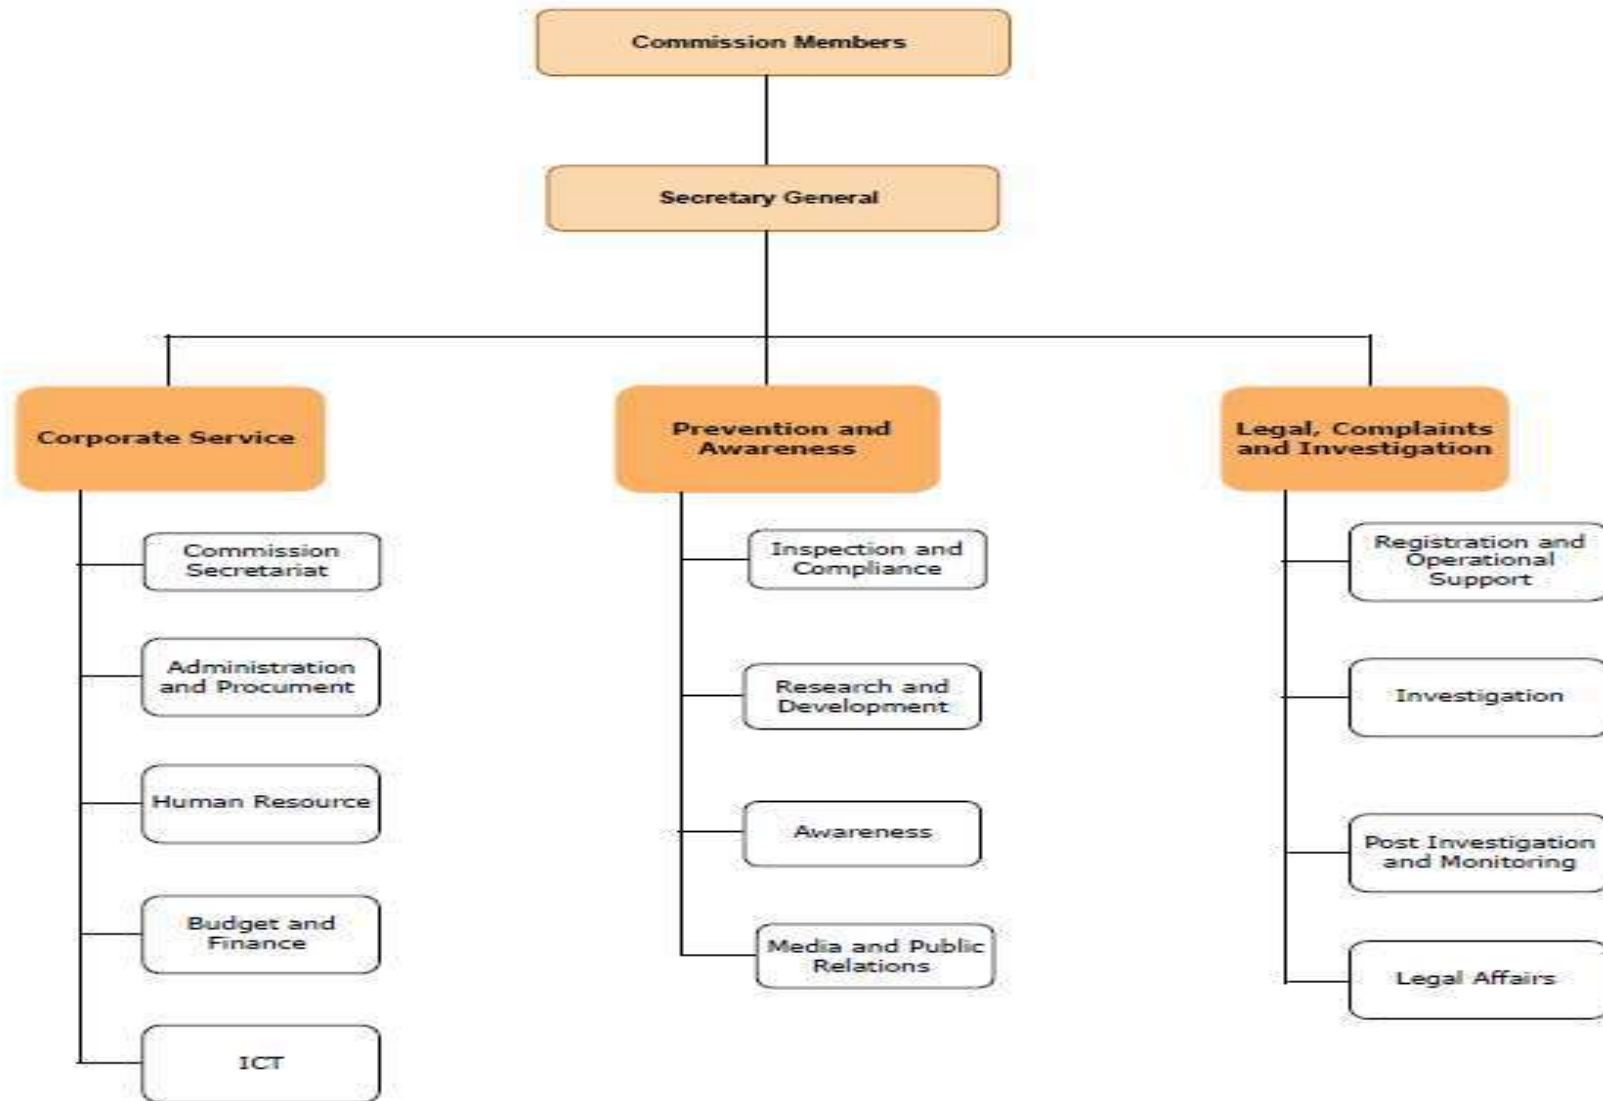 Commission Members
Secretary General
Corporate Service
Prevention and
Awareness
Legal, Complaints
and Investigation
Commission
Secretariat
Administration
and Procument
Human Resource
Budget and
Finance
ICT
Inspection and
Compliance
Research and
Development
Awareness
Media and Public
Relations
Registration and
Operational
Support
Investigation
Post Investigation
and Monitoring
Legal Affairs